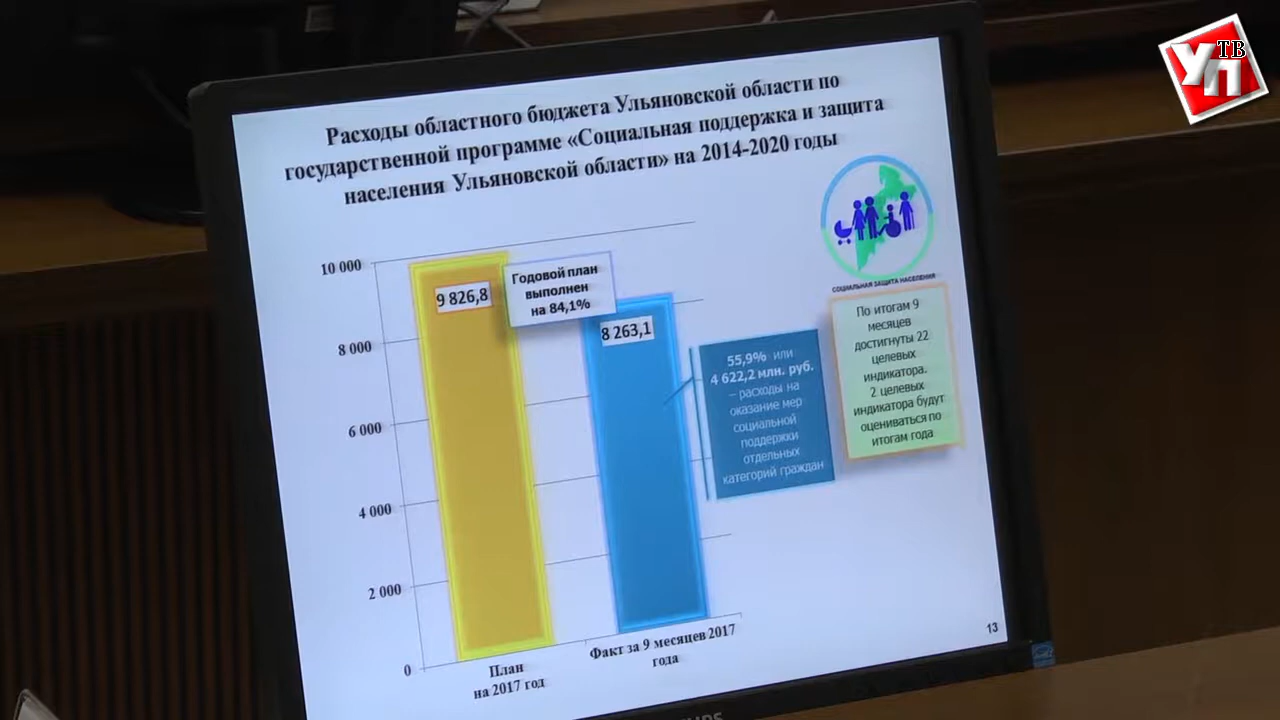 УП ТВ
Расходы областного бюджета Ульяновской области по
государственной программе «Социальная поддержка и защита
населения Ульяновской области» на 2014-2020 годы
СОЦИАЛЬНАЯ ЗАЩИТА НАСЕЛЕНИЯ
10 000
8 000
6 000
4 000
2 000
0
9 826,8
Годовой план
выполнен
на 84,1%
8 263,1
55,9% или
4 622,2 млн. руб.
– расходы на
оказание мер
социальной
поддержки
отдельных
категорий граждан
По итогам 9
месяцев
достигнуты 22
целевых
индикатора.
2 целевых
индикатора будут
оцениваться по
итогам года
План
на 2017 год
Факт за 9 месяцев 2017
года
13